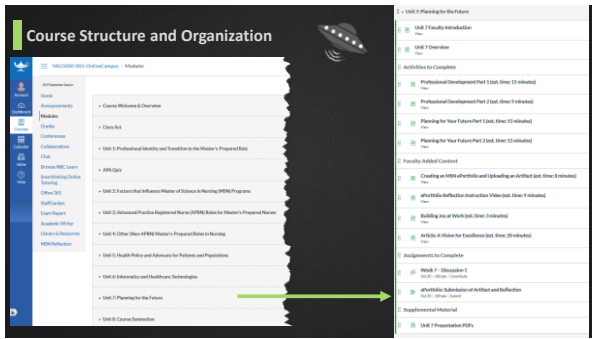 Course Structure and Organization
NSG5000-901-OnlineCampus › Modules
Account
Dashboard
Courses
Calendar
Inbox
Help
Home
Announcements
Modules
Grades
Conferences
Collaborations
Chat
Browse NBC Learn
Smarthinking Online
Tutoring
Office 365
StaffGarden
Exam Report
Academic Writer
Library & Resources
MSN Reflection
Course Welcome & Overview
Class List
Unit 1: Professional Identity and Transition to the Master's Prepared Role
APA Quiz
Unit 2: Factors that Influence Master of Science in Nursing (MSN) Programs
Unit 3: Advanced Practice Registered Nurse (APRN) Roles for Master's-Prepared Nurses
Unit 4: Other (Non-APRN) Master's-Prepared Roles in Nursing
Unit 5: Health Policy and Advocacy for Patients and Populations
Unit 6: Informatics and Healthcare Technologies
Unit 7: Planning for the Future
Unit 8: Course Summation
Unit 7: Planning for the Future
Unit 7 Faculty Introduction
View
Unit 7 Overview
View
Activities to Complete
Professional Development Part 1 (est. time: 15 minutes)
View
Professional Development Part 2 (est. time: 9 minutes)
View
Planning for Your Future Part 1 (est. time: 15 minutes)
View
Planning for Your Future Part 2 (est. time: 15 minutes)
View
Faculty Added Content
Creating an MSN ePortfolio and Uploading an Artifact (est. time: 8 minutes)
View
ePortfolio Reflection Instruction Video (est. time: 9 minutes)
View
Building Joy at Work (est. time: 3 minutes)
View
Article: A Vision for Excellence (est. time: 20 minutes)
View
Assignments to Complete
Week 7 - Discussion 1
ePortfolio: Submission of Artifact and Reflection
Supplemental Material
Unit 7 Presentation PDFs